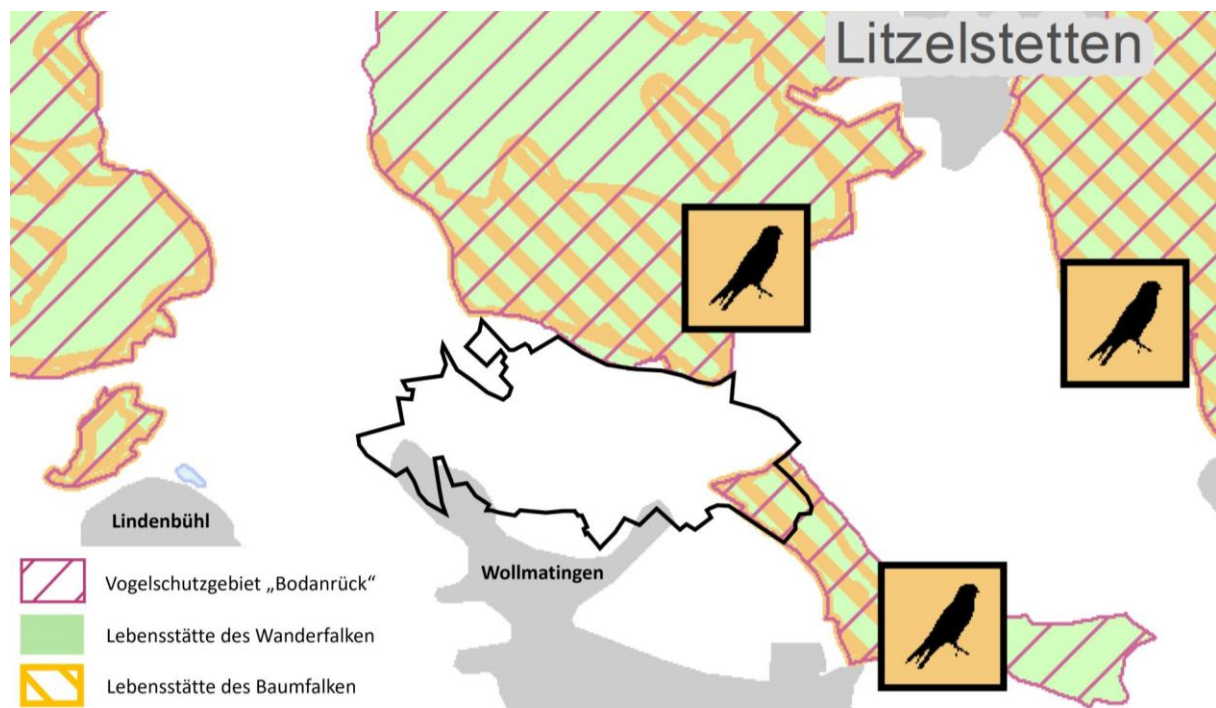 Litzelstetten
Lindenbühl
Wollmatingen
Vogelschutzgebiet „Bodanrück“
Lebensstätte des Wanderfalken
Lebensstätte des Baumfalken